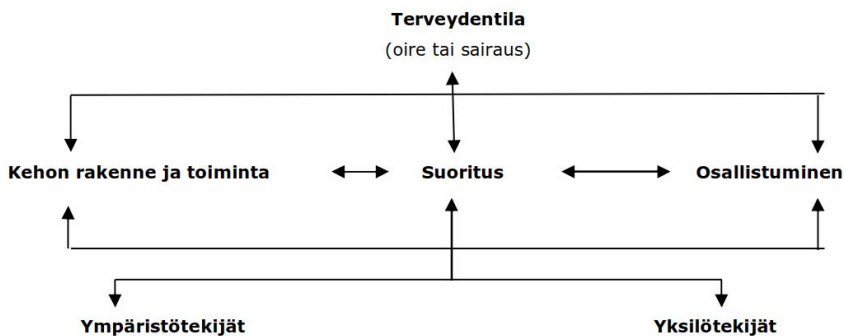 Terveydentila
(oire tai sairaus)
Kehon rakenne ja toiminta
Suoritus
Osallistuminen
Ympäristötekijät
Yksilötekijät